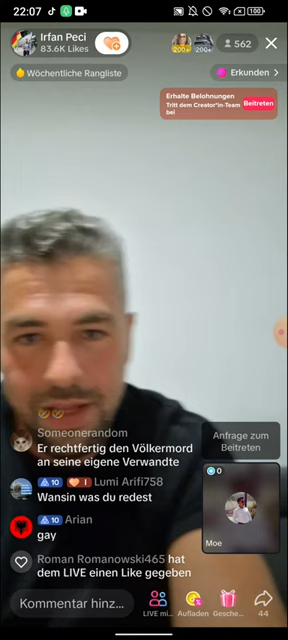 22:07
100
Irfan Peci
83.6K Likes
200+
200+
562
Wöchentliche Rangliste
Erkunden >
Erhalte Belohnungen
Tritt dem Creator*in-Team
bei
Beitreten
Someonerandom
Er rechtfertig den Völkermord
an seine eigene Verwandte
Anfrage zum
Beitreten
10 I Lumi Arifi758
Wansin was du redest
0
10 Arian
gay
Moe
Roman Romanowski465 hat
dem LIVE einen Like gegeben
Kommentar hinz...
LIVE mi...
Aufladen
Gesche...
44